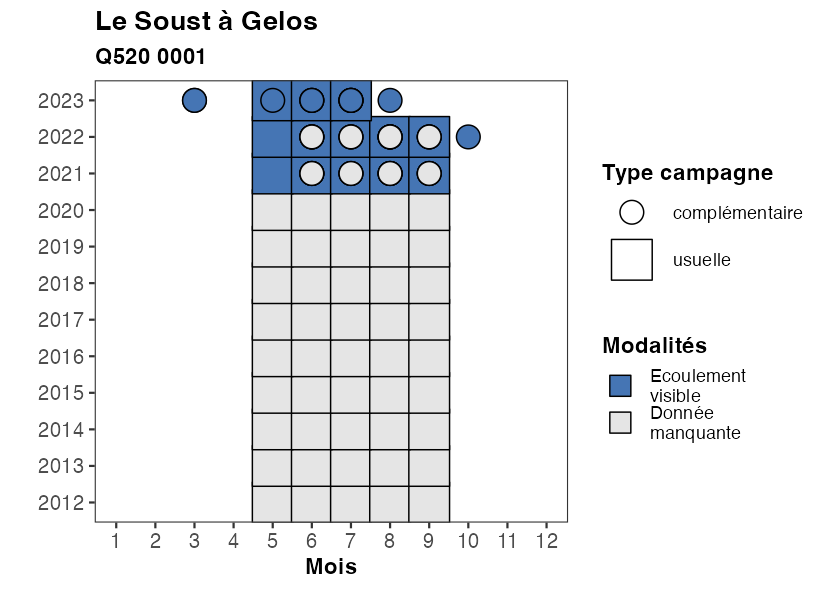 Le Soust à Gelos
Q520 0001
2023
2022
2021
2020
2019
2018
2017
2016
2015
2014
2013
2012
1 2 3 4 5 6 7 8 9 10 11 12
Mois
Type campagne
complémentaire
usuelle
Modalités
Ecoulement
visible
Donnée
manquante